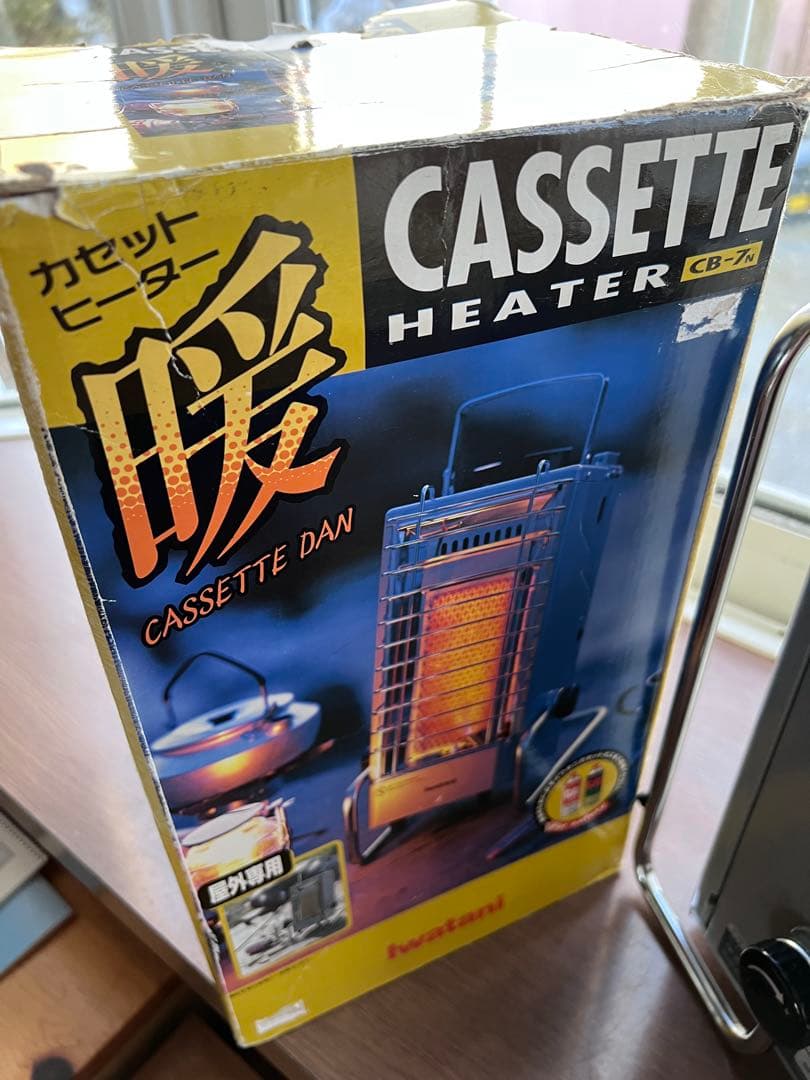 カセット
ヒーター
暖
CASSETTE DAN
CASSETTE
HEATER
CB-7N
屋外専用
Iwatani